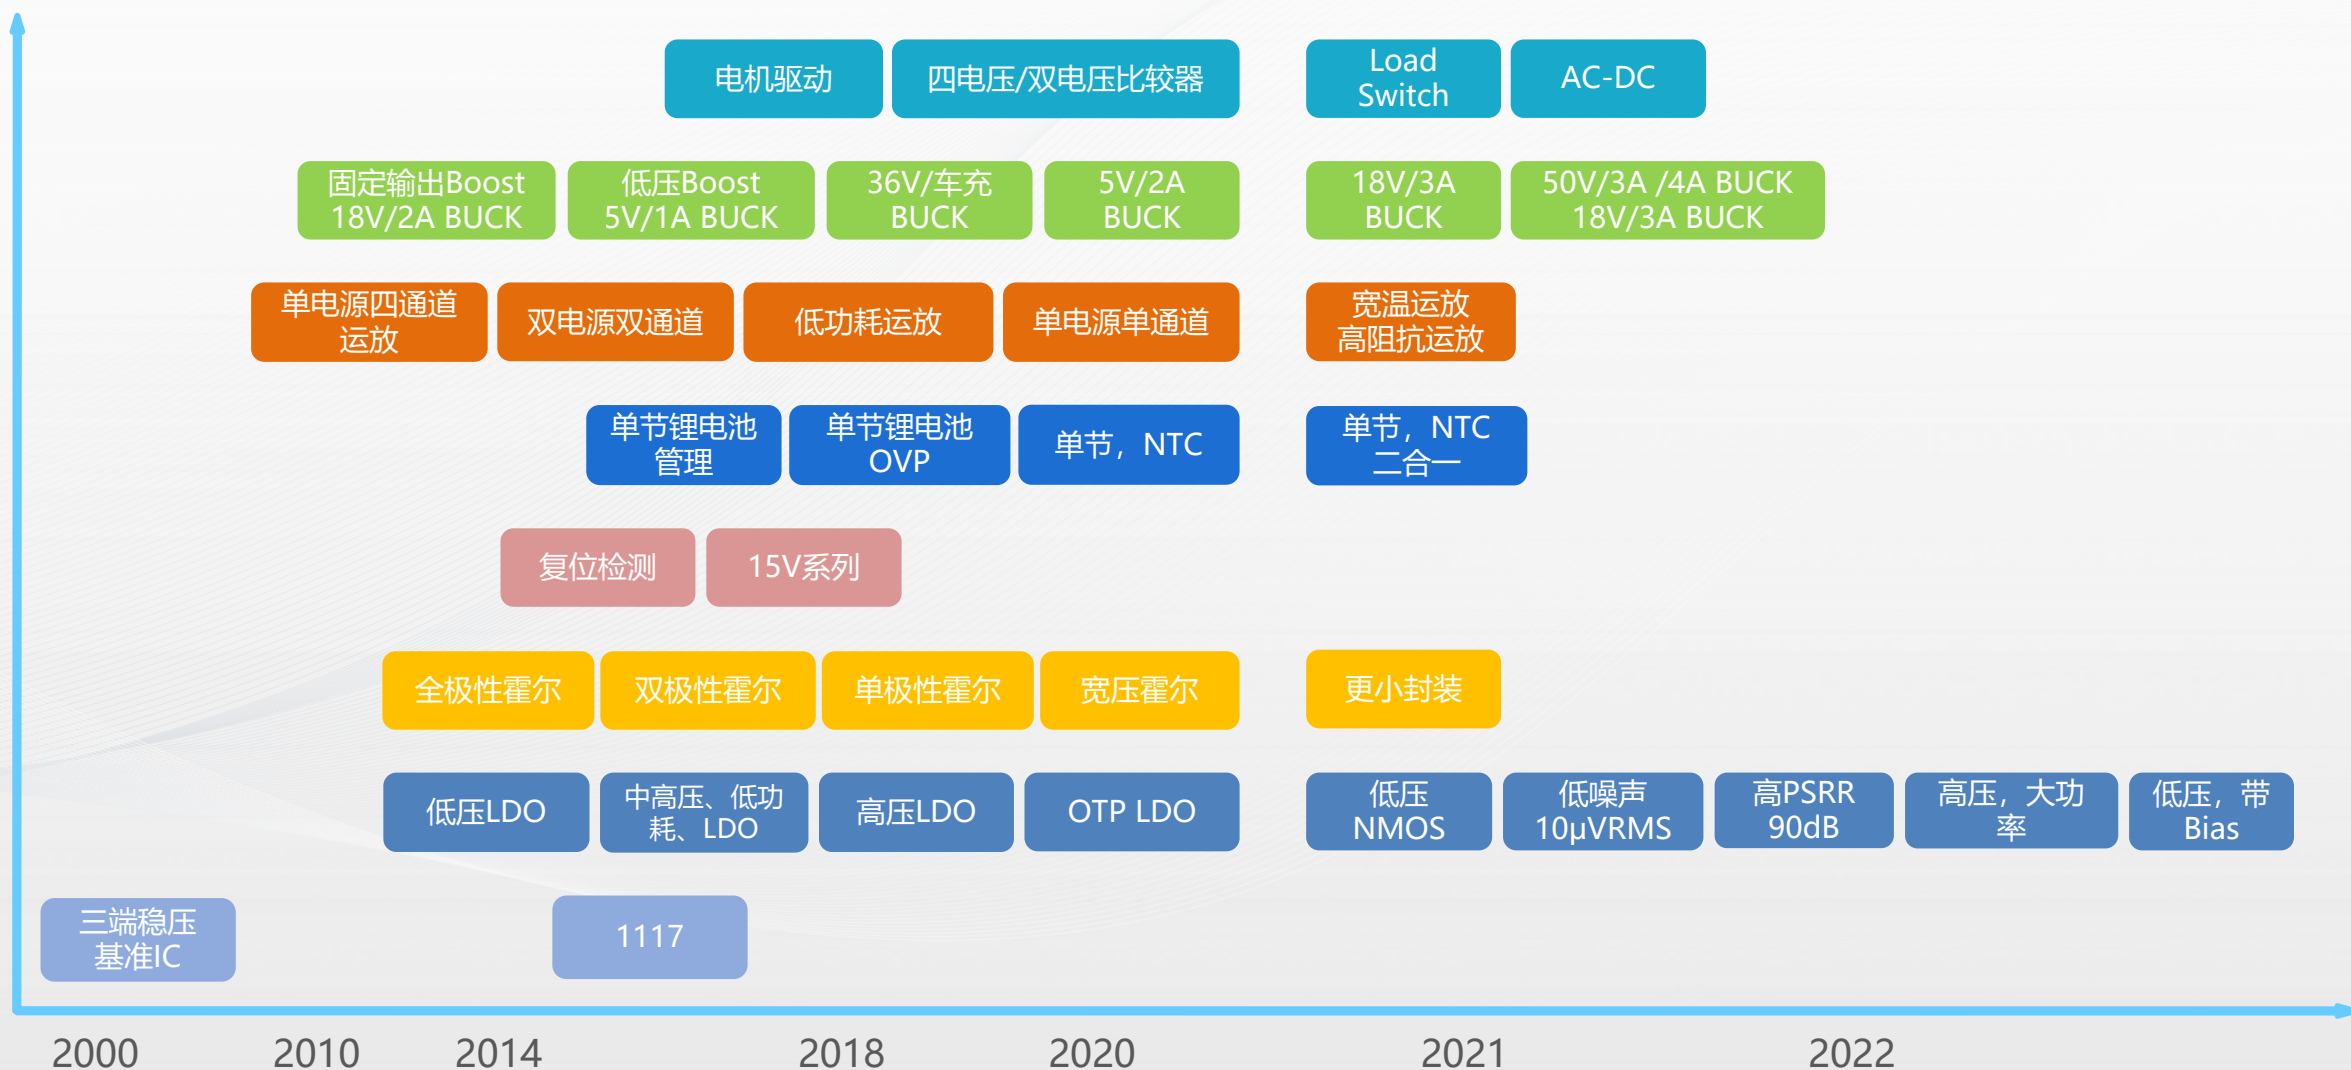 电机驱动
四电压/双电压比较器
Load
Switch
AC-DC
固定输出Boost
18V/2A BUCK
低压Boost
5V/1A BUCK
36V/车充
BUCK
5V/2A
BUCK
18V/3A
BUCK
50V/3A /4A BUCK
18V/3A BUCK
单电源四通道
运放
双电源双通道
低功耗运放
单电源单通道
宽温运放
高阻抗运放
单节锂电池
管理
单节锂电池
OVP
单节，NTC
单节，NTC
二合一
复位检测
15V系列
全极性霍尔
双极性霍尔
单极性霍尔
宽压霍尔
更小封装
低压LDO
中高压、低功
耗、LDO
高压LDO
OTP LDO
低压
NMOS
低噪声
10μVRMS
高PSRR
90dB
高压，大功
率
低压，带
Bias
三端稳压
基准IC
1117
2000
2010
2014
2018
2020
2021
2022